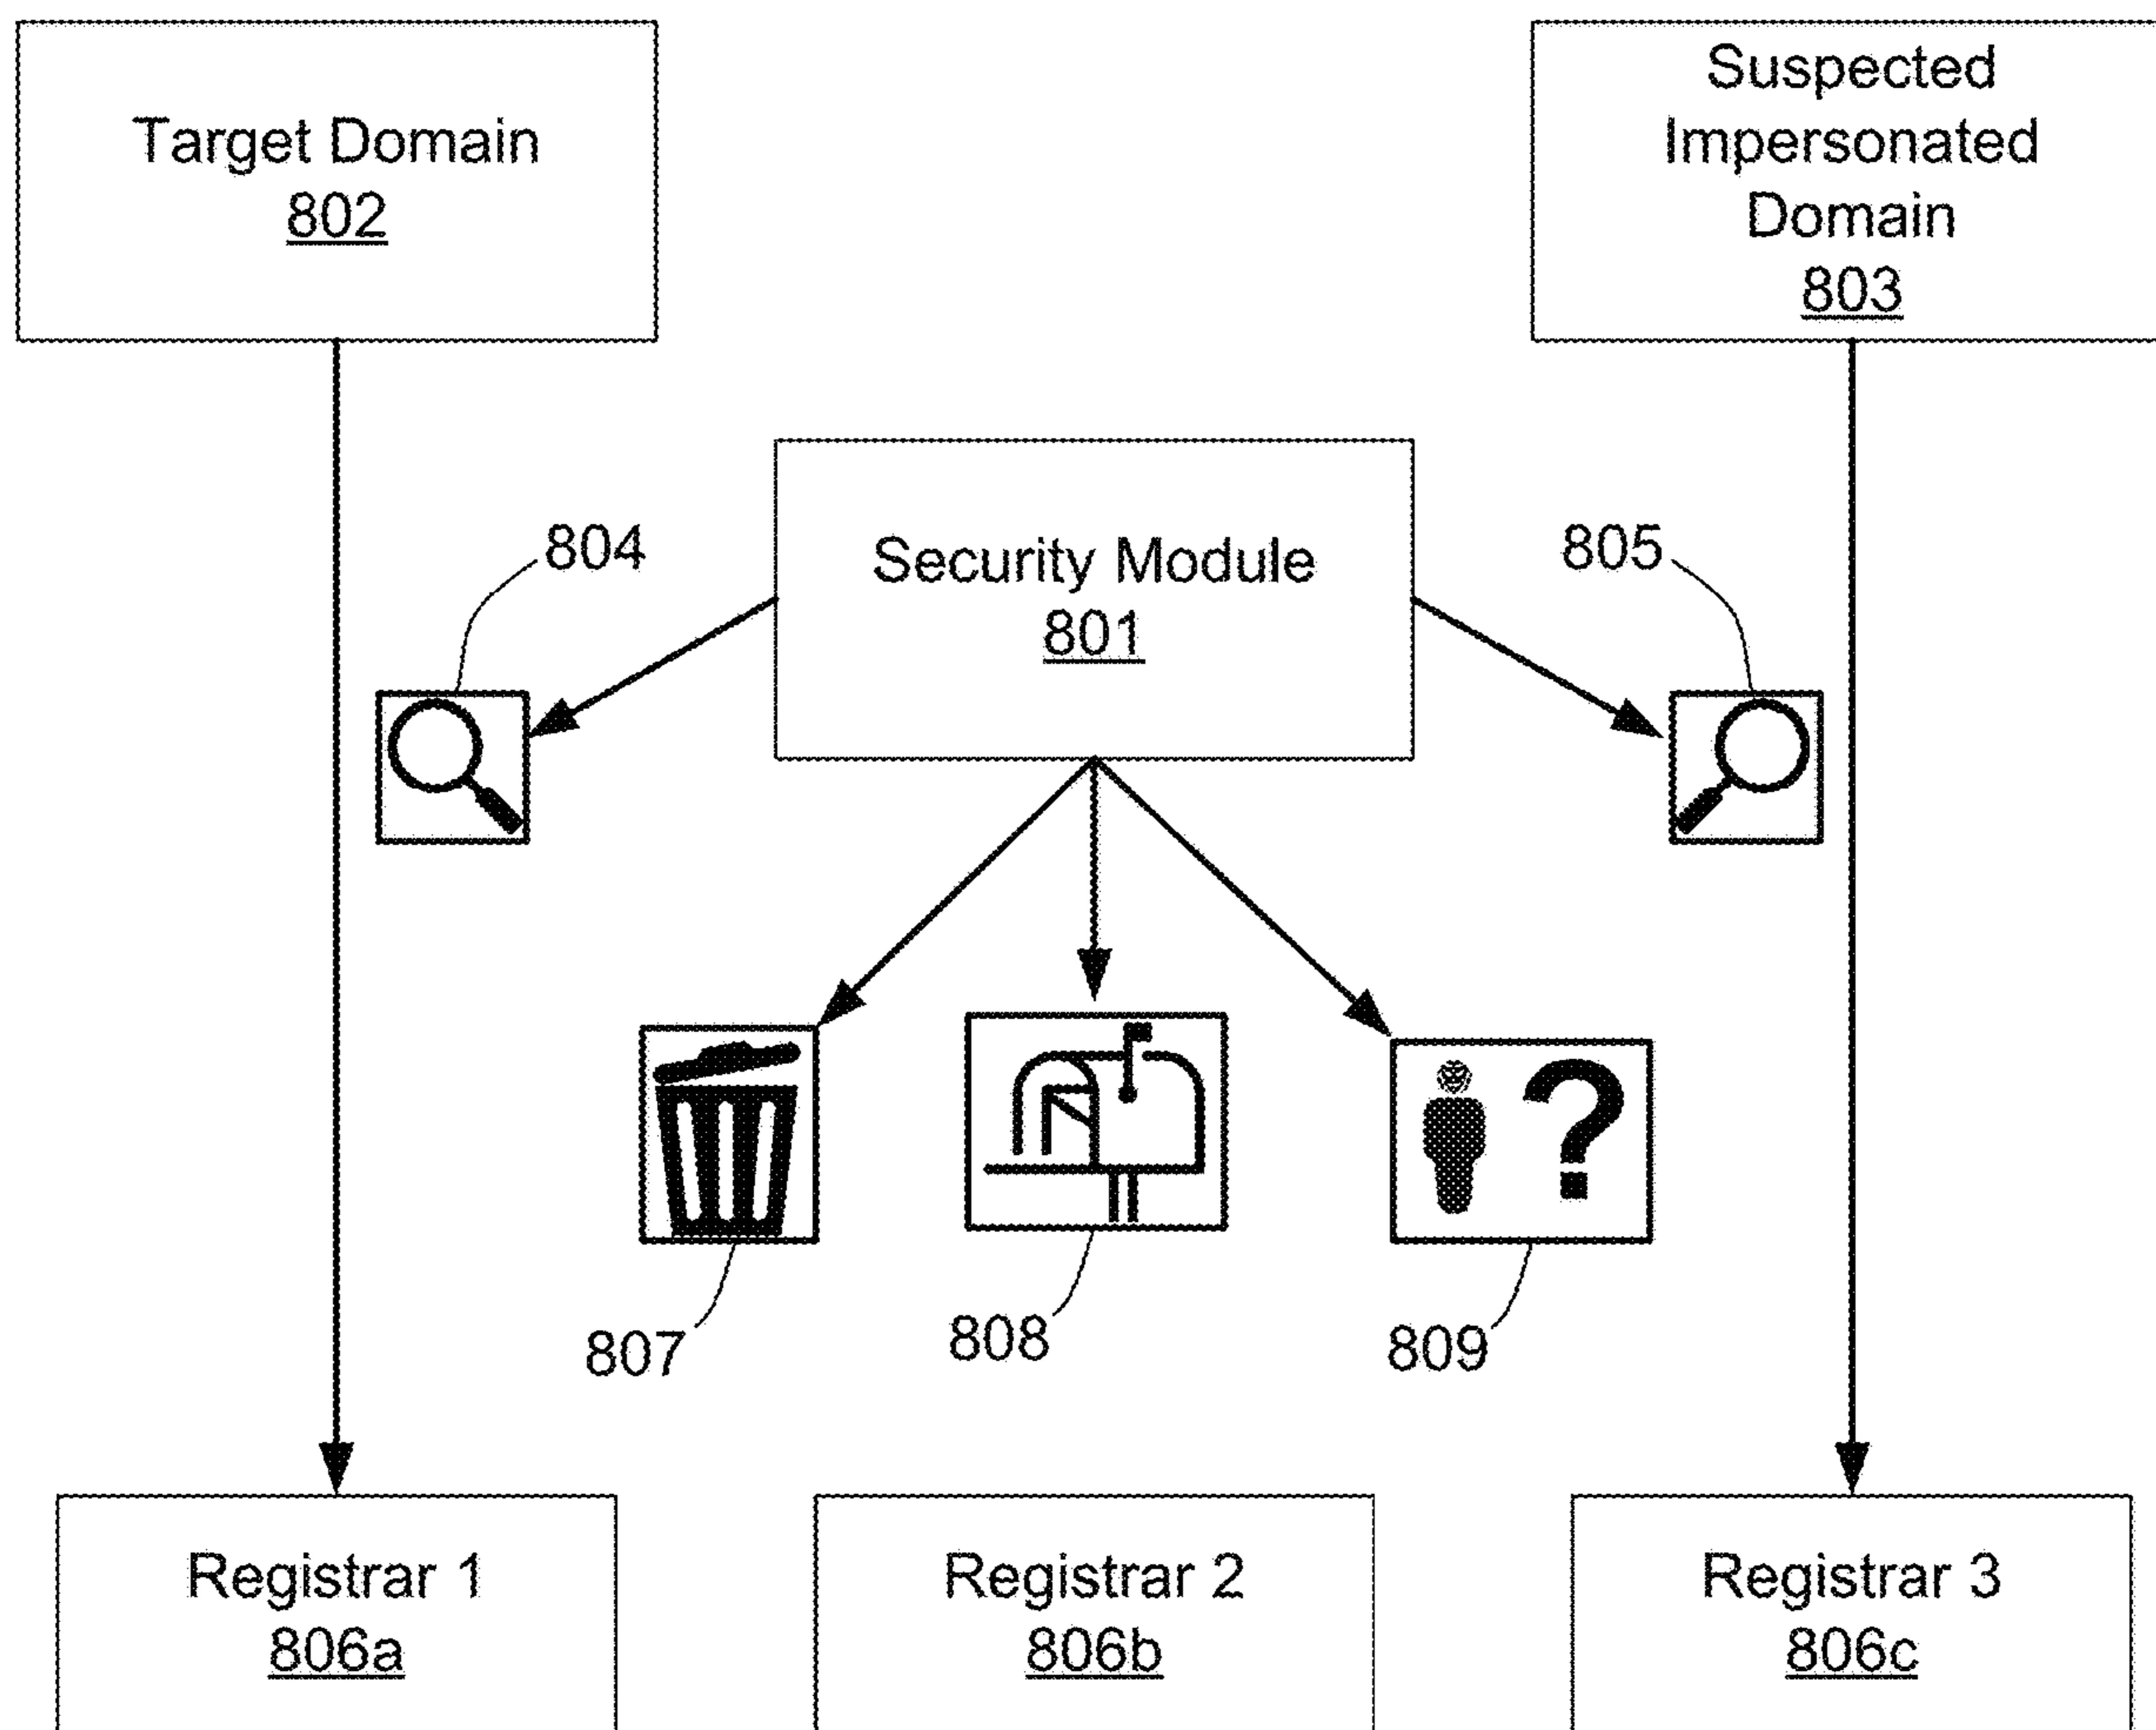 Target Domain
802
Suspected
Impersonated
Domain
803
Security Module
801
804
805
?
807
808
809
Registrar 1
806a
Registrar 2
806b
Registrar 3
806c